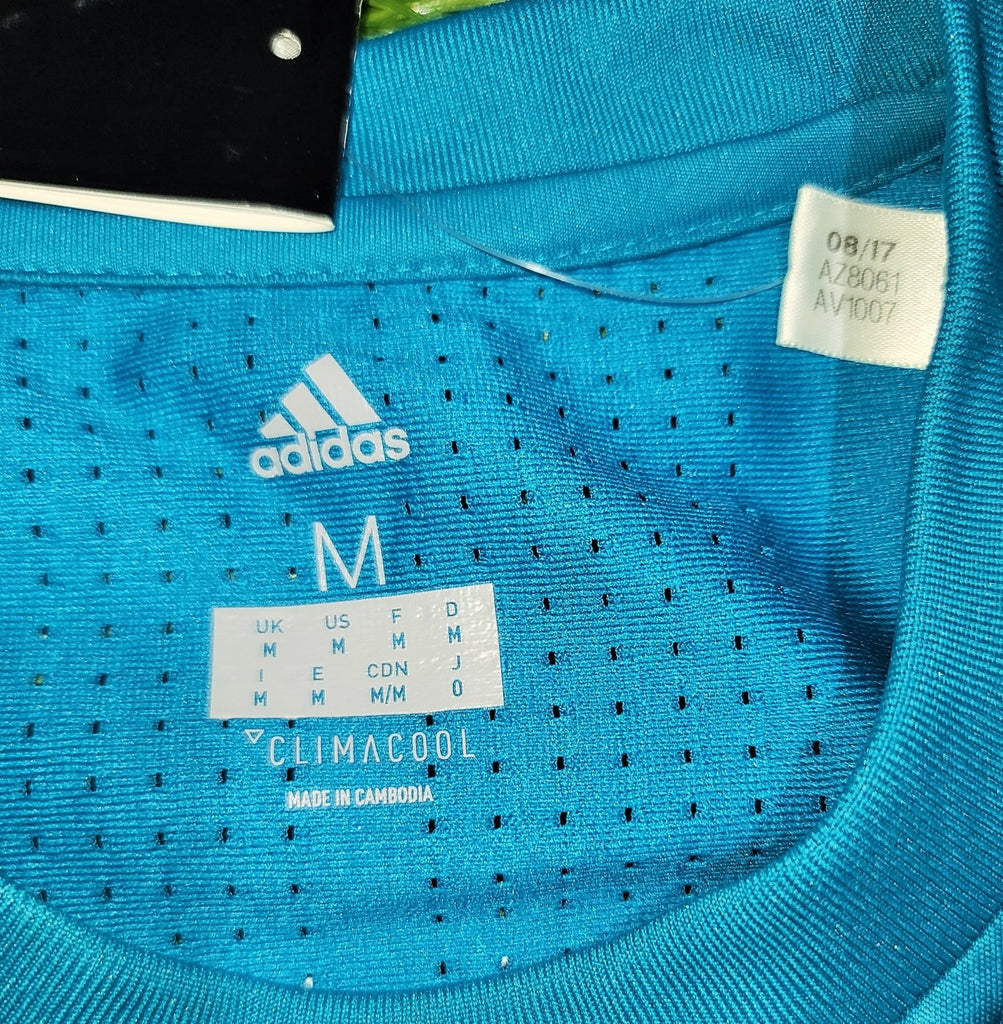 08/17
AZ8061
AV1007
adidas
M
UK US F D
M M M M
I E CDN J
M M M/M O
CLIMACOOL
MADE IN CAMBODIA